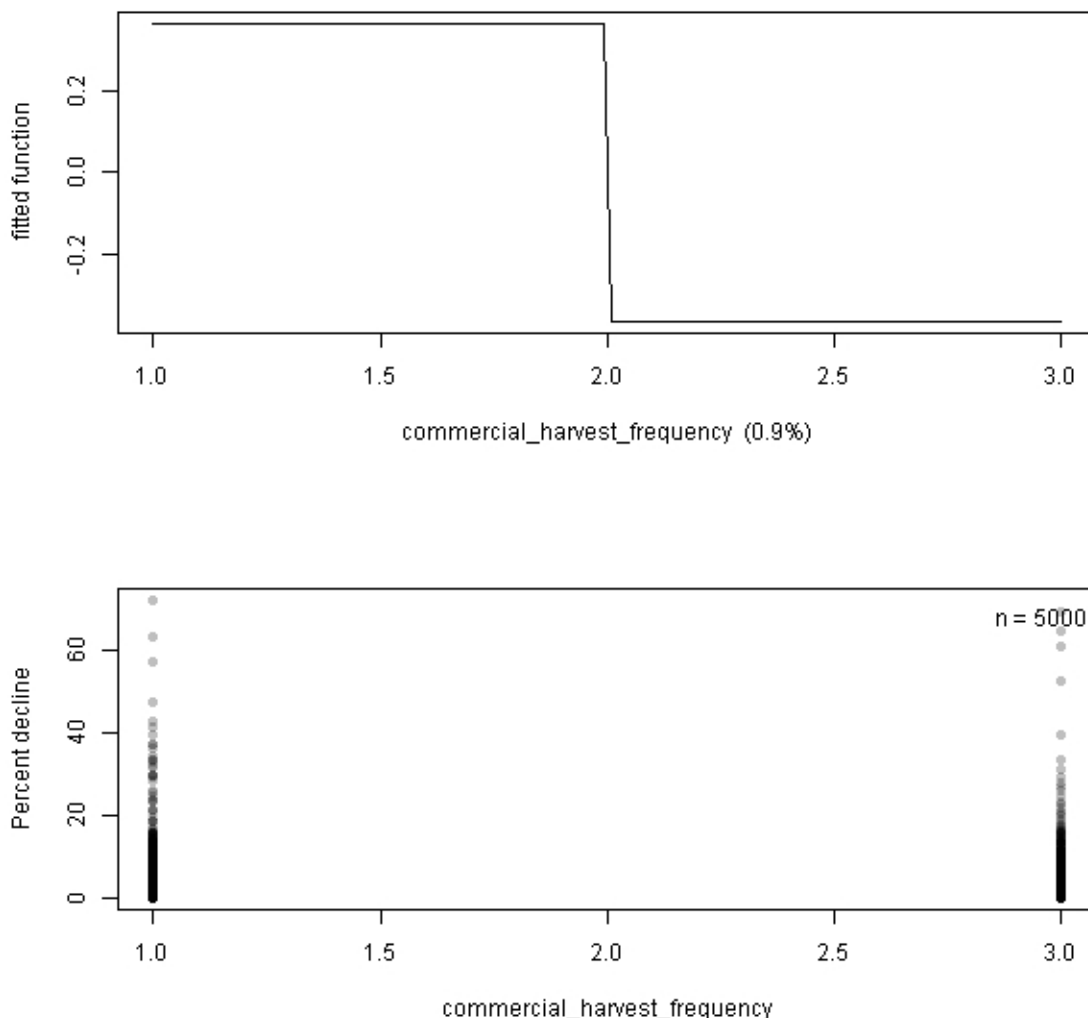 fitted function
0.2
0.0
-0.2
1.0 1.5 2.0 2.5 3.0
commercial_harvest_frequency (0.9%)
Percent decline
n = 5000
60
40
20
0
1.0 1.5 2.0 2.5 3.0
commercial_harvest_frequency